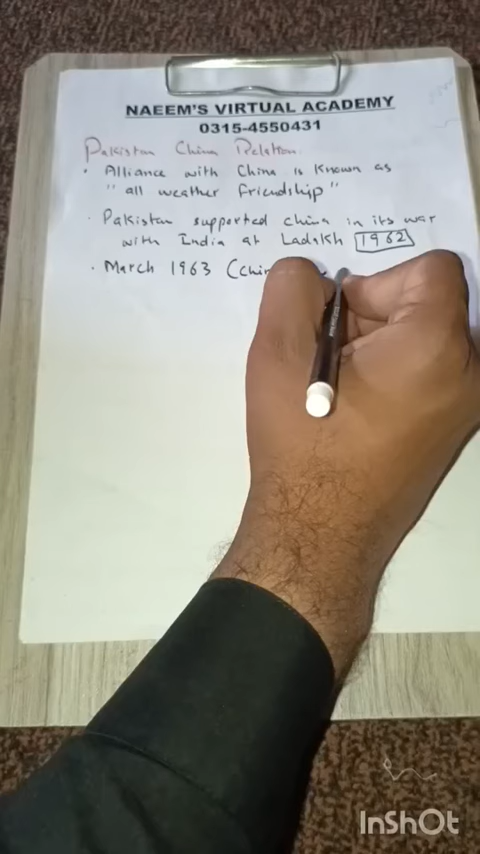 NAEEM'S VIRTUAL ACADEMY
0315-4550431
Pakistan China Relation
· Alliance with China is known as
" all weather Friendship "
· Pakistan supported china in its war
with India at Ladakh 1962
· March 1963 (Chin
InShOt